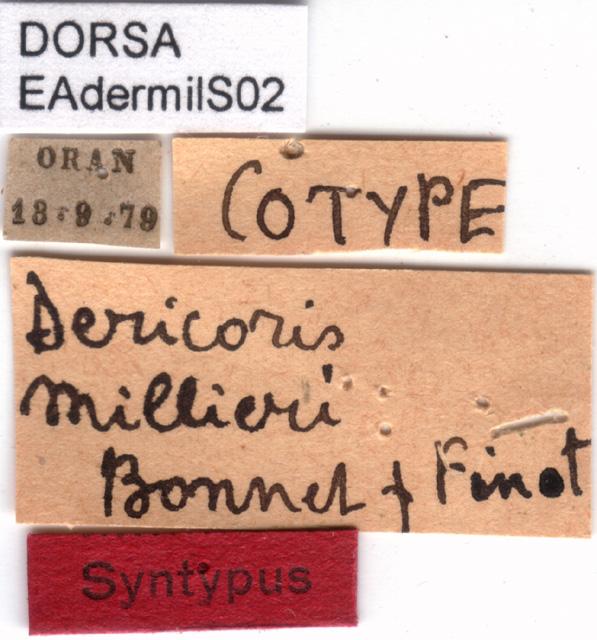 DORSA
EAdermilS02
ORAN
18·9·79
COTYPE
Dericoris
millieri
Bonnet & Finot
Syntypus